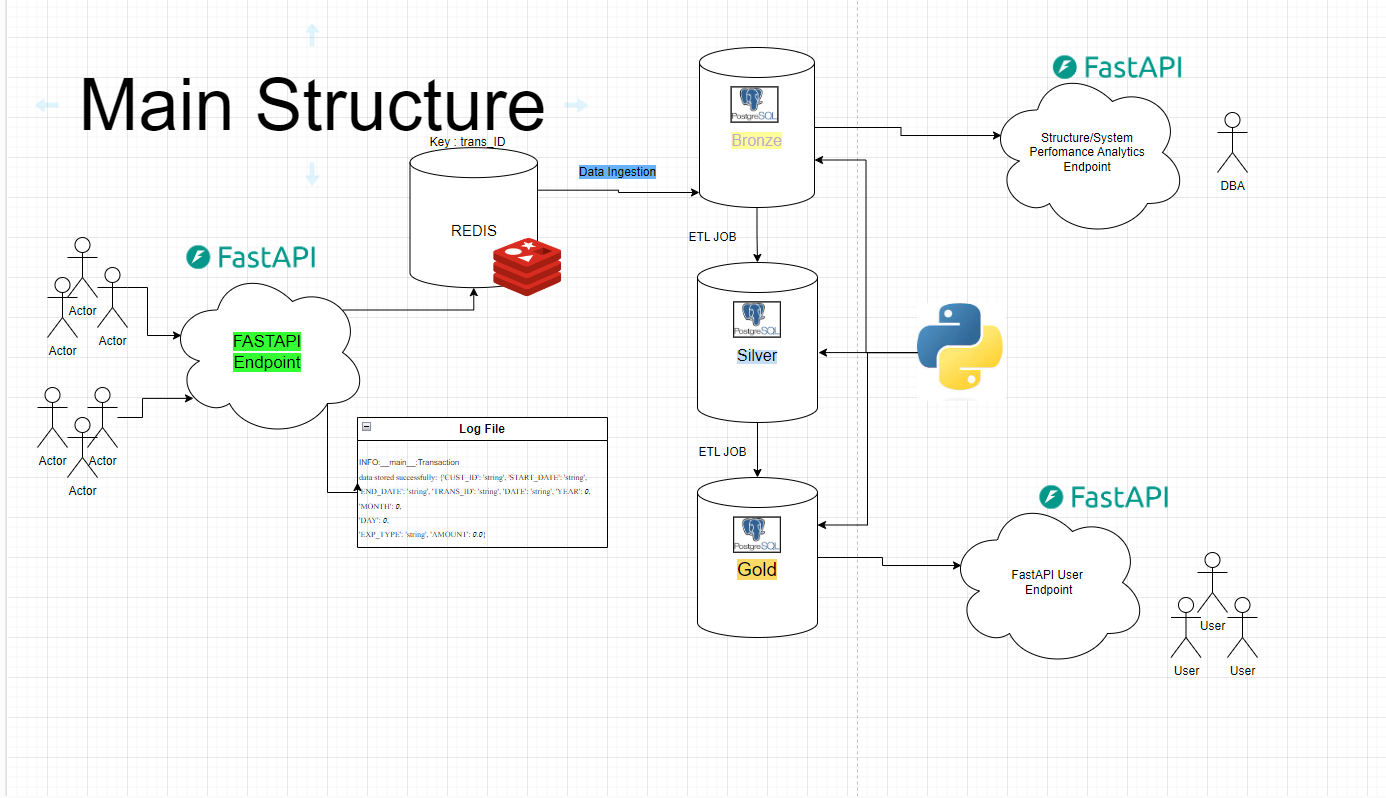 Main Structure
Key : trans_ID
REDIS
Data Ingestion
PostgreSQL
Bronze
FastAPI
Structure/System
Perfomance Analytics
Endpoint
DBA
ETL JOB
FastAPI
FASTAPI
Endpoint
Actor
Actor
Actor
Actor
Actor
Actor
PostgreSQL
Silver
ETL JOB
Log File
INFO:__main__:Transaction
data stored successfully: {'CUST_ID': 'string', 'START_DATE': 'string',
'END_DATE': 'string', 'TRANS_ID': 'string', 'DATE': 'string', 'YEAR': 0,
'MONTH': 0,
'DAY': 0,
'EXP_TYPE': 'string', 'AMOUNT': 0.0}
PostgreSQL
Gold
FastAPI
FastAPI User
Endpoint
User
User
User